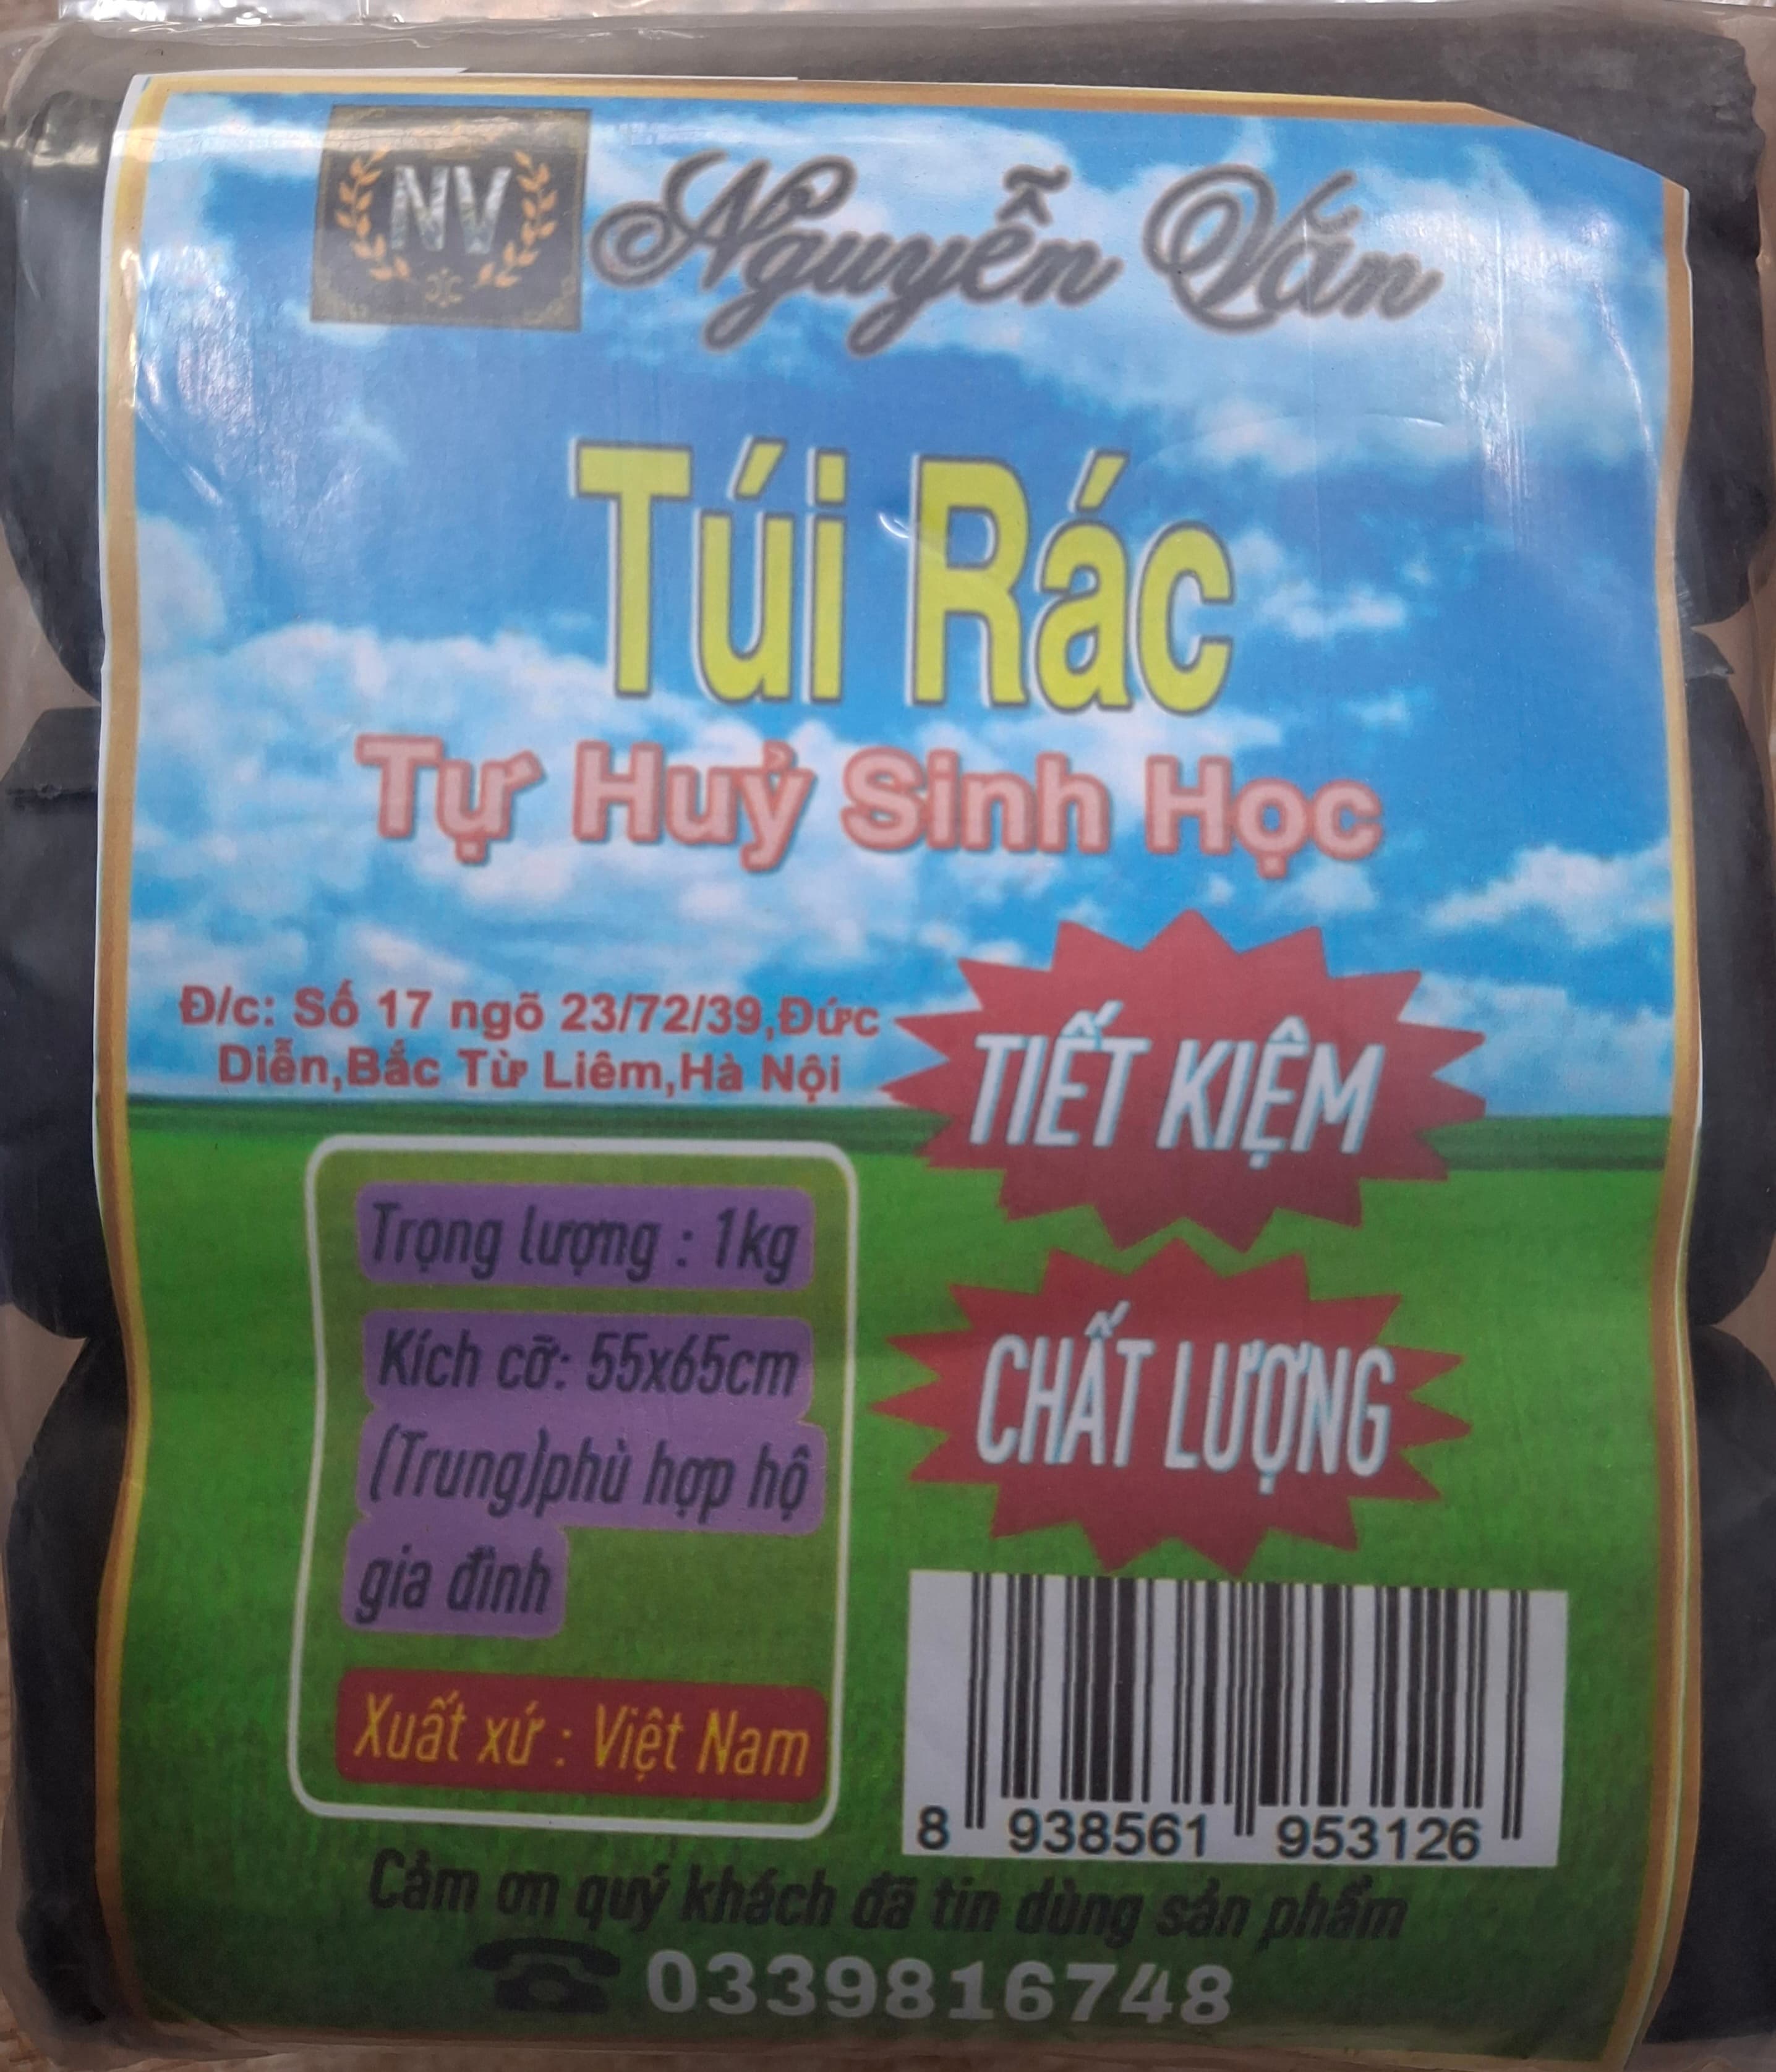 NV
Nguyễn Ván
Túi Rác
Tự Huỷ Sinh Học
Đ/c: Số 17 ngõ 23/72/39,Đức
Diễn,Bắc Từ Liêm,Hà Nội
TIẾT KIỆM
Trọng lượng : 1kg
Kích cỡ: 55x65cm
(Trung)phù hợp hộ
gia đình
CHẤT LƯỢNG
Xuất xứ : Việt Nam
8 938561 953126
Cảm ơn quý khách đã tin dùng sản phẩm
0339816748